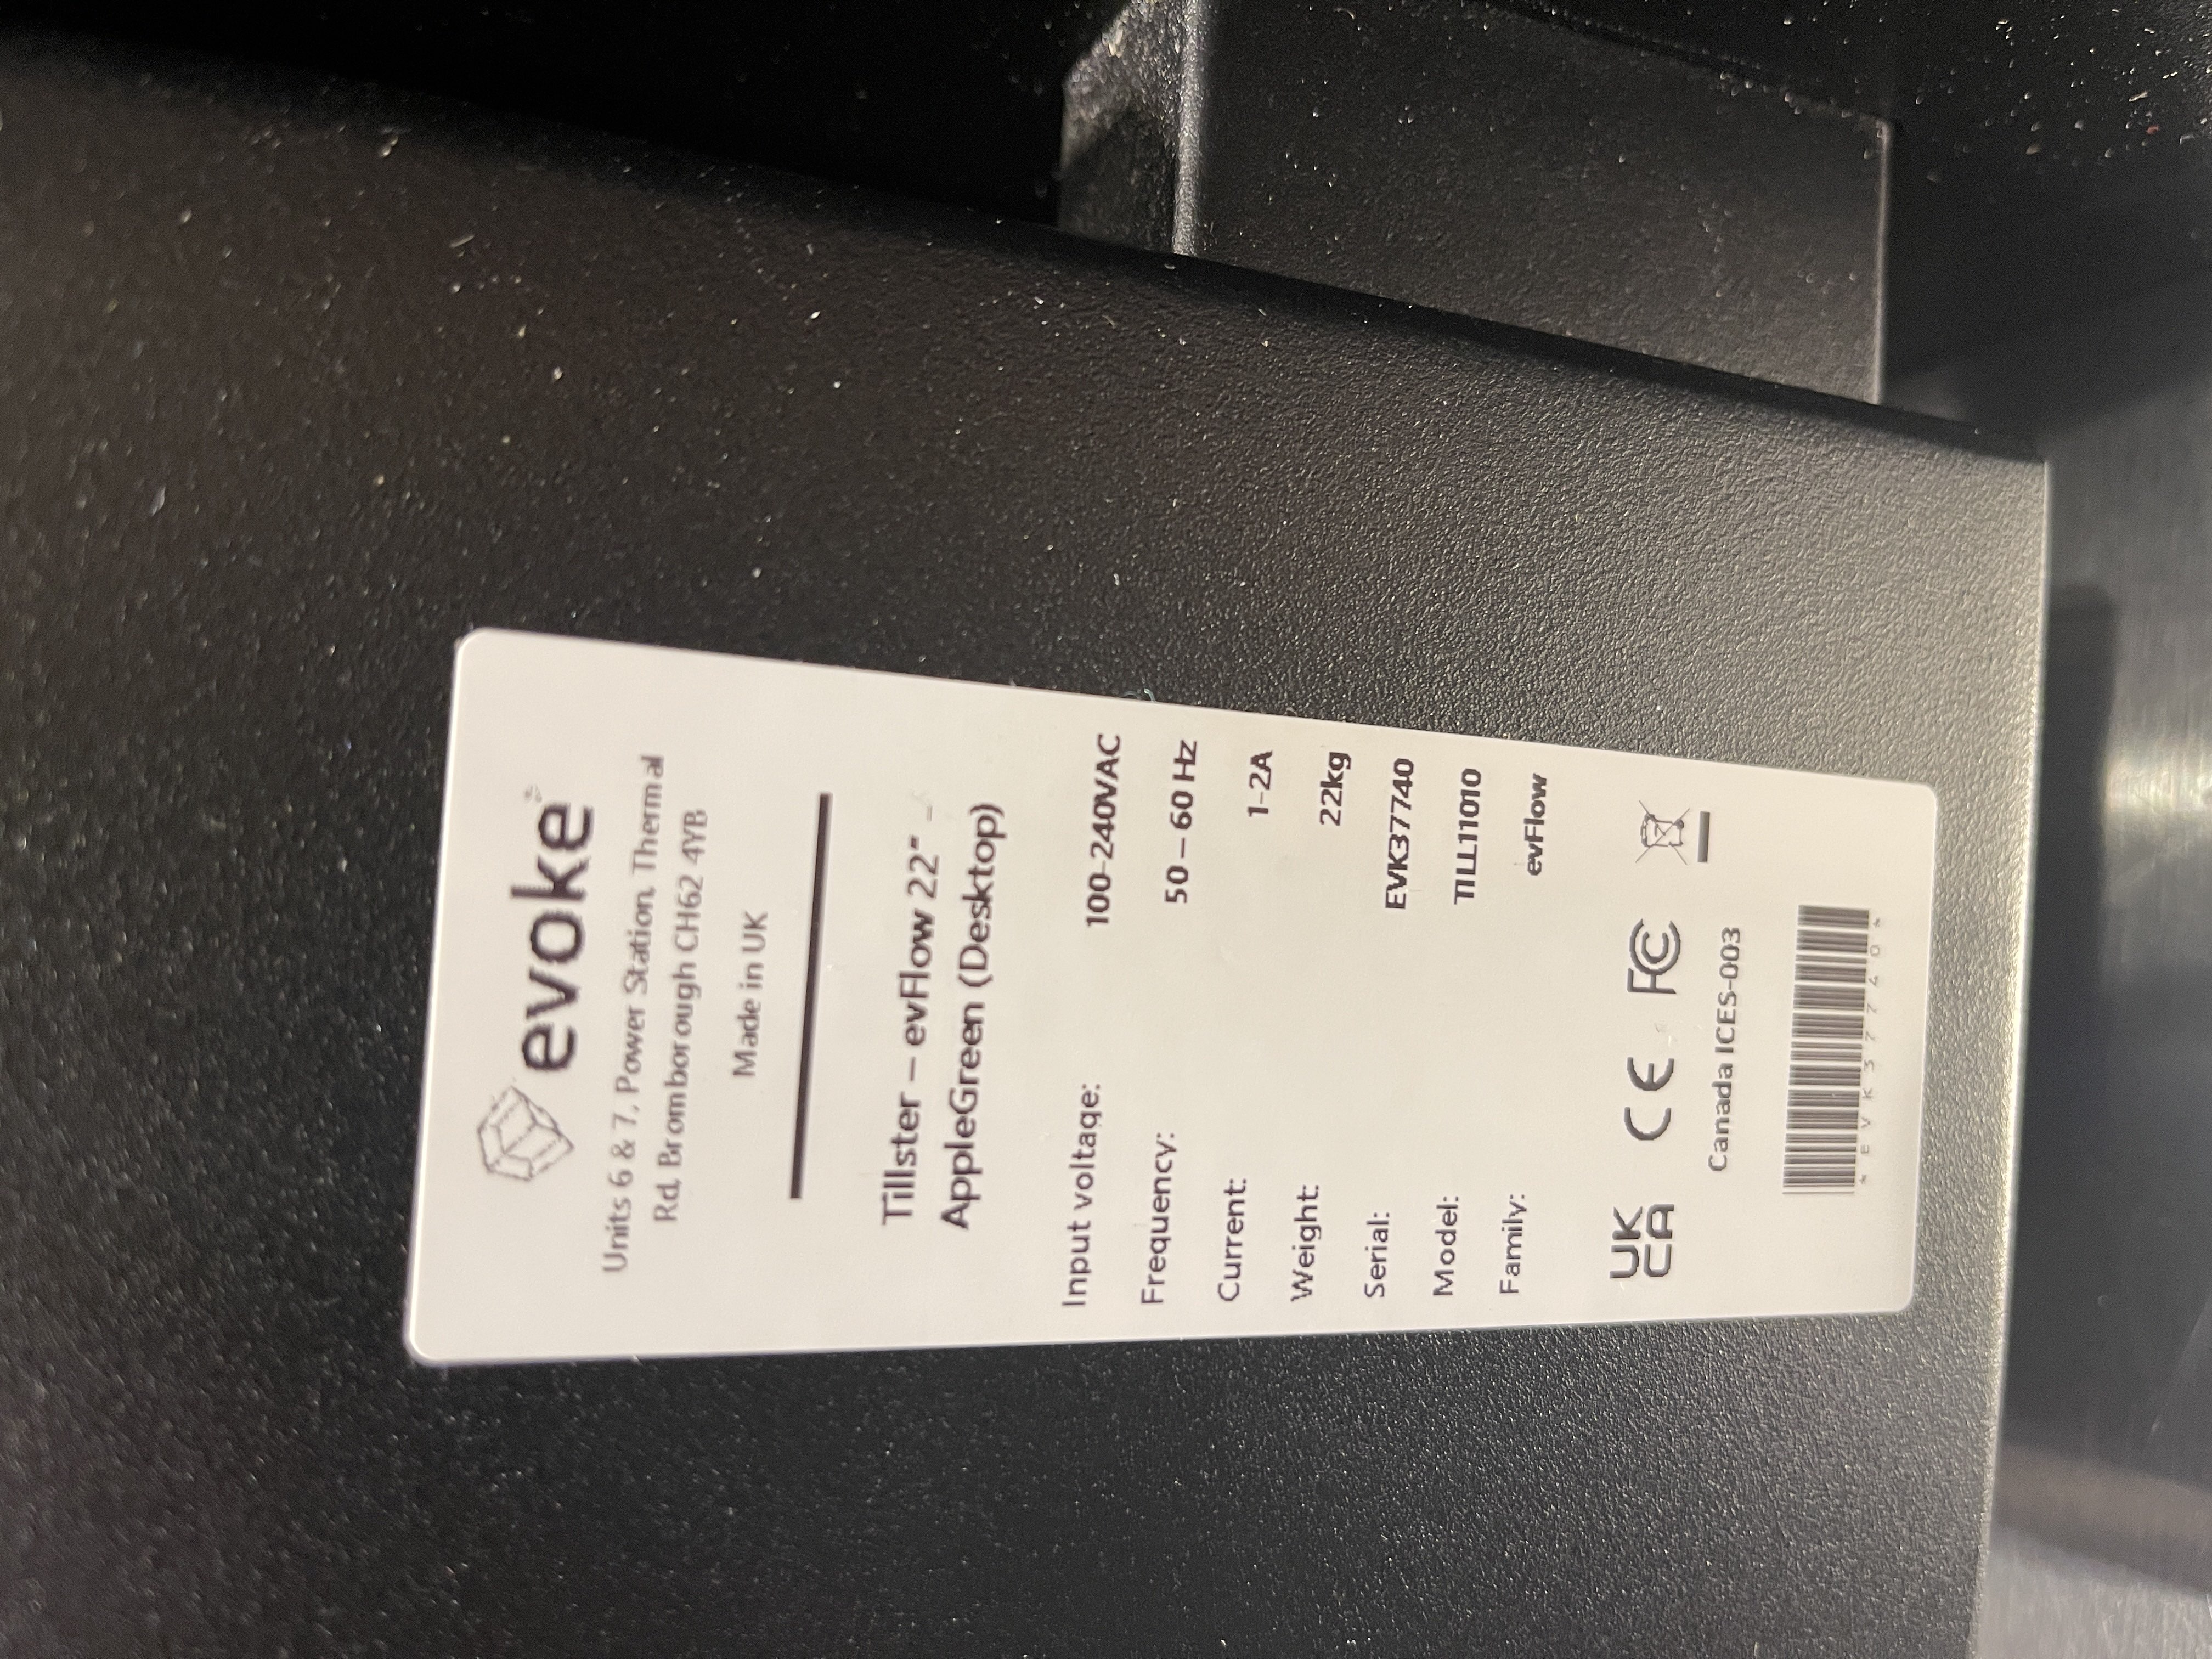 evoke
Units 6 & 7, Power Station, Thermal
Rd, Bromborough CH62 4YB
Made in UK
Tillster – evFlow 22" –
AppleGreen (Desktop)
Input voltage: 100-240VAC
Frequency: 50 – 60 Hz
Current: 1-2A
Weight: 22kg
Serial: EVK37740
Model: TILL11010
Family: evFlow
UK CA CE FC
Canada ICES-003
*EVK37740*